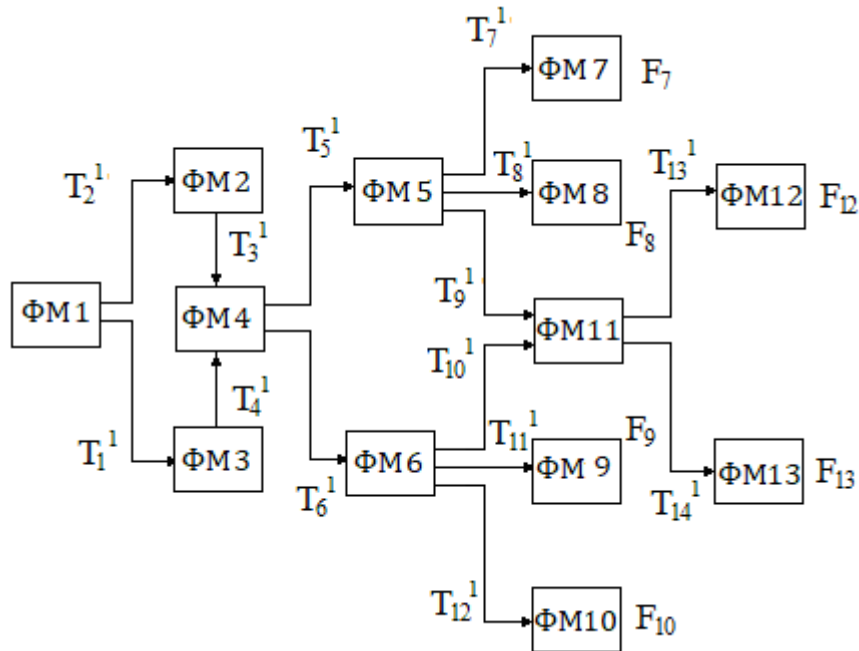 T₇¹
ФМ 7
F₇
T₅¹
T₈¹
T₁₃¹
T₂¹
ФМ 2
ФМ 5
ФМ 8
ФМ12
F₁₂
F₈
T₃¹
T₉¹
ФМ 1
ФМ 4
ФМ11
T₁₀¹
T₄¹
T₁₁¹
F₉
T₁¹
ФМ 3
ФМ 6
ФМ 9
ФМ13
F₁₃
T₆¹
T₁₄¹
T₁₂¹
ФМ10
F₁₀